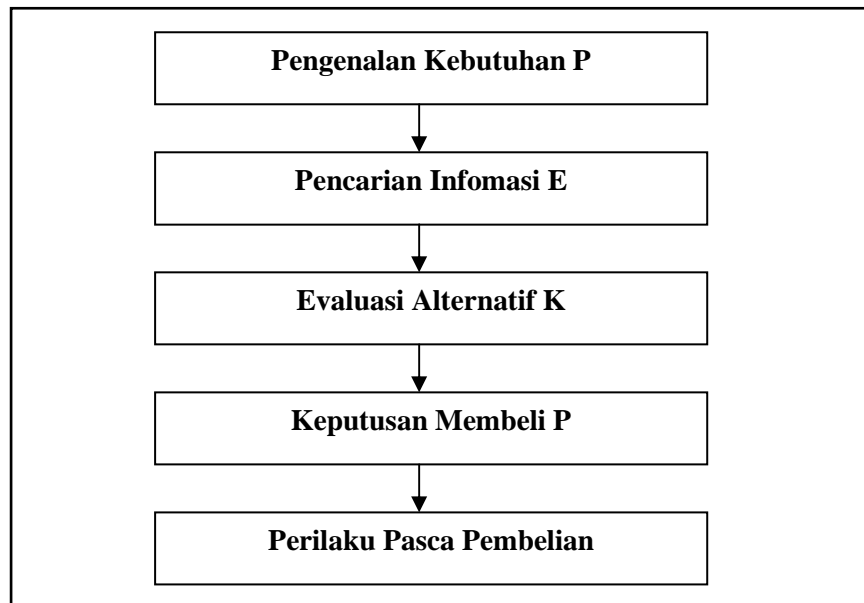 Pengenalan Kebutuhan P
Pencarian Infomasi E
Evaluasi Alternatif K
Keputusan Membeli P
Perilaku Pasca Pembelian